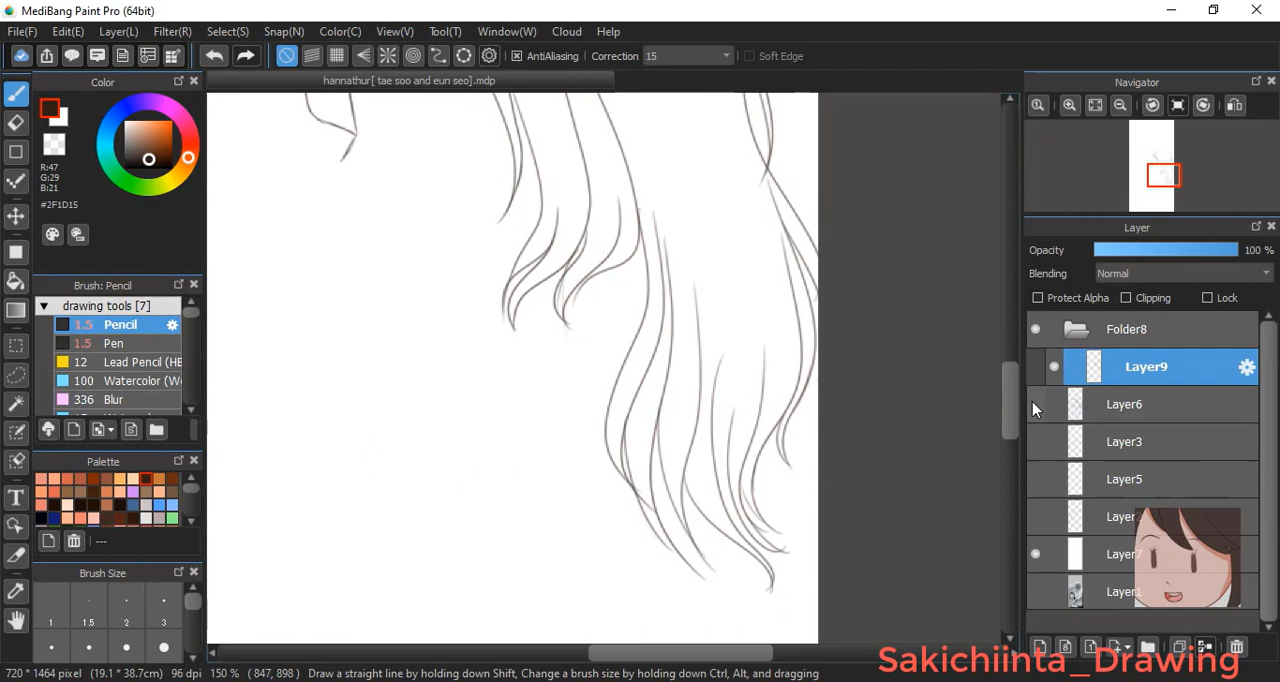 MediBang Paint Pro (64bit)
File(F) Edit(E) Layer(L) Filter(R) Select(S) Snap(N) Color(C) View(V) Tool(T) Window(W) Cloud Help
AntiAliasing Correction 15 Soft Edge
Color
R:47
G:29
B:21
#2F1D15
hannathur[ tae soo and eun seo].mdp
Brush: Pencil
drawing tools [7]
1.5 Pencil
1.5 Pen
12 Lead Pencil (HE
100 Watercolor (We
336 Blur
Palette
---
Brush Size
1 1.5 2 3
Navigator
Layer
Opacity 100 %
Blending Normal
Protect Alpha Clipping Lock
Folder8
Layer9
Layer6
Layer3
Layer5
Layer7
Layer1
Sakichiinta_Drawing
720 * 1464 pixel (19.1 * 38.7cm) 96 dpi 150 % ( 847, 898 ) Draw a straight line by holding down Shift, Change a brush size by holding down Ctrl, Alt, and dragging